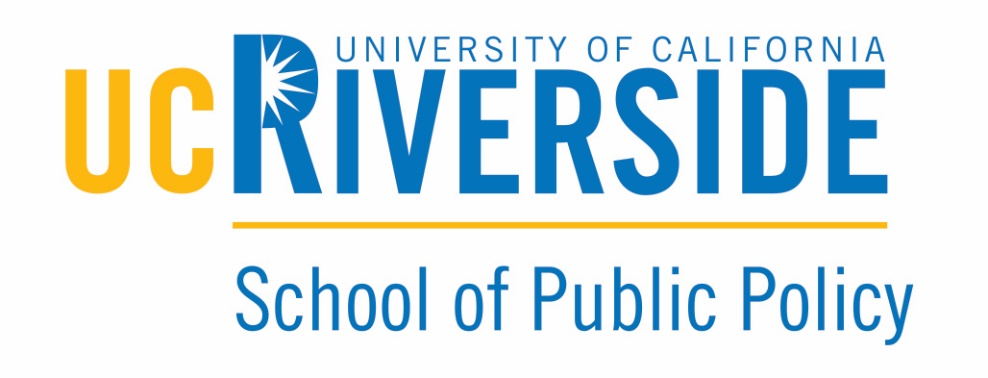 UNIVERSITY OF CALIFORNIA
UCRIVERSIDE
School of Public Policy